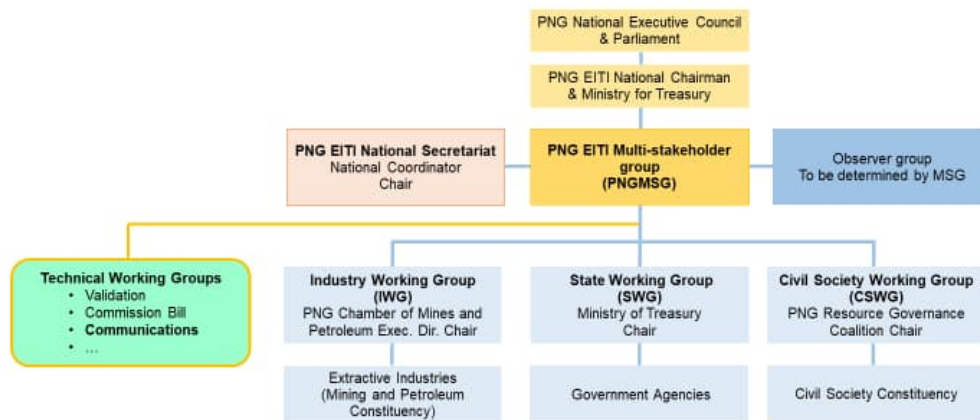 PNG National Executive Council
& Parliament
PNG EITI National Chairman
& Ministry for Treasury
PNG EITI National Secretariat
National Coordinator
Chair
PNG EITI Multi-stakeholder
group
(PNGMSG)
Observer group
To be determined by MSG
Technical Working Groups
• Validation
• Commission Bill
• Communications
• ...
Industry Working Group
(IWG)
PNG Chamber of Mines and
Petroleum Exec. Dir. Chair
State Working Group
(SWG)
Ministry of Treasury
Chair
Civil Society Working Group
(CSWG)
PNG Resource Governance
Coalition Chair
Extractive Industries
(Mining and Petroleum
Constituency)
Government Agencies
Civil Society Constituency